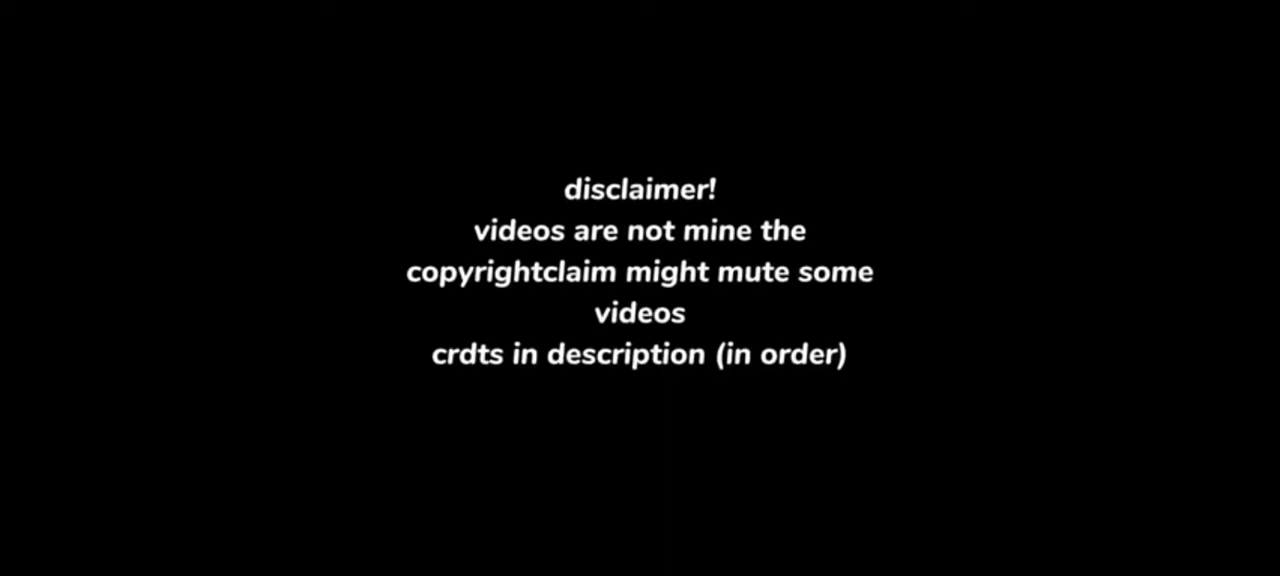 disclaimer!
videos are not mine the
copyrightclaim might mute some
videos
crdts in description (in order)